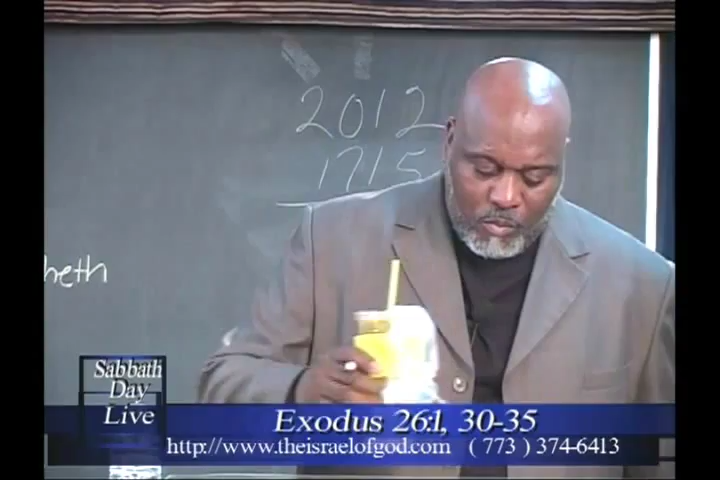 2012
1715
heth
Sabbath
Day
Live
Exodus 26:1, 30-35
http://www.theisraelofgod.com ( 773 ) 374-6413